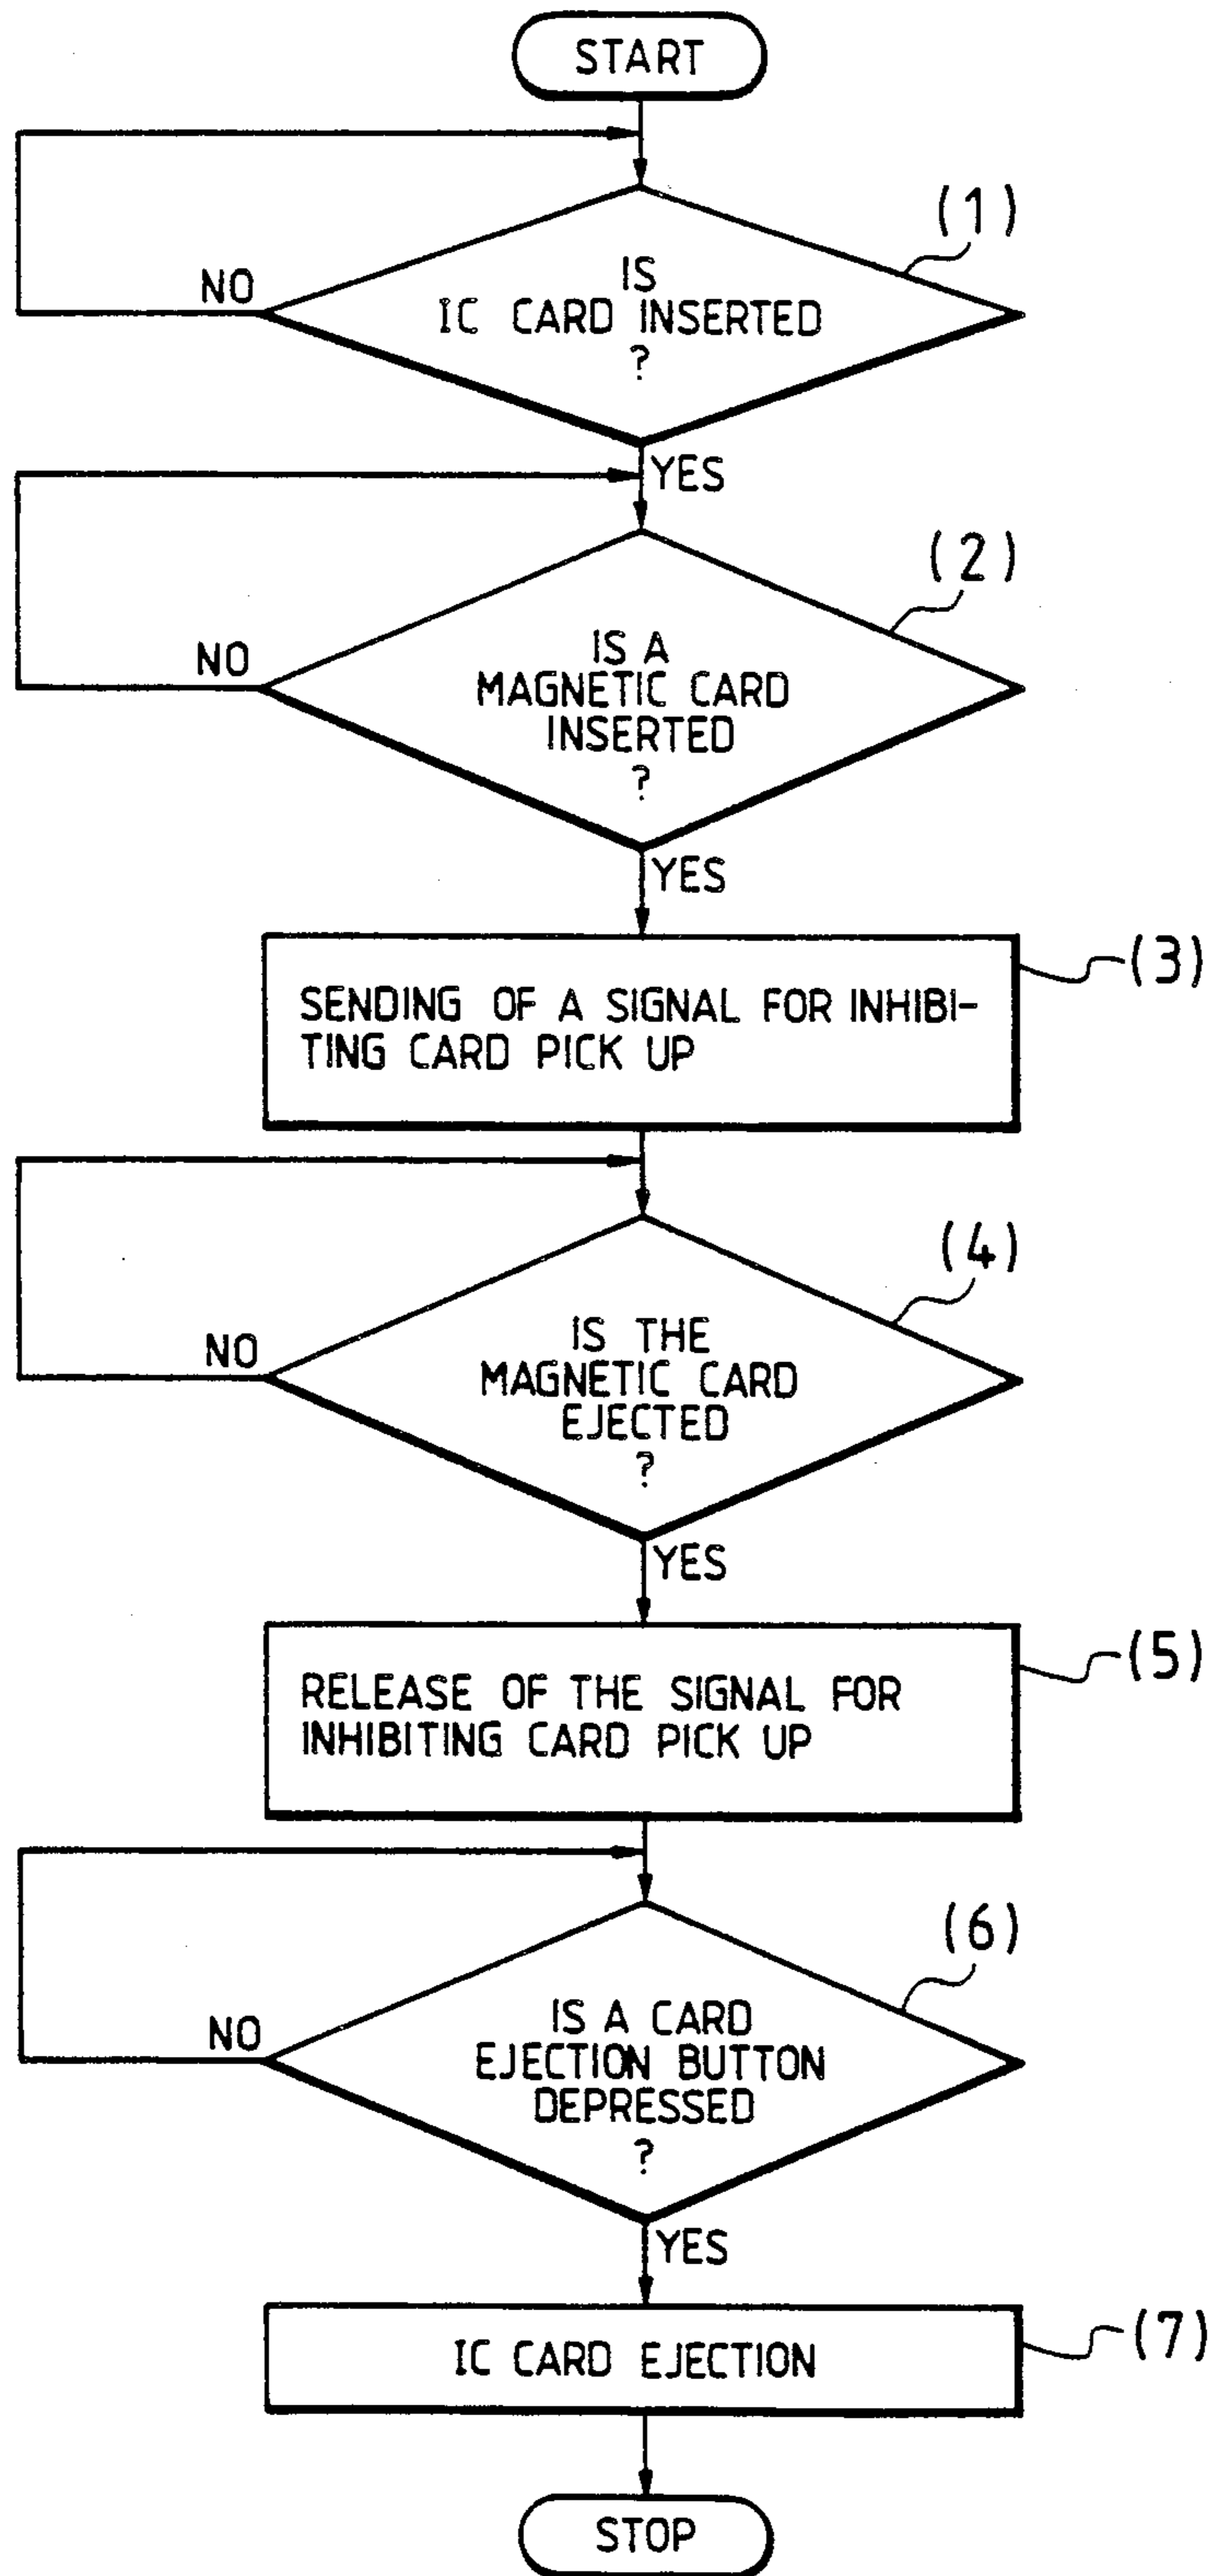 START
(1)
IS
IC CARD INSERTED
?
NO
YES
(2)
IS A
MAGNETIC CARD
INSERTED
?
NO
YES
(3)
SENDING OF A SIGNAL FOR INHIBI-
TING CARD PICK UP
(4)
IS THE
MAGNETIC CARD
EJECTED
?
NO
YES
(5)
RELEASE OF THE SIGNAL FOR
INHIBITING CARD PICK UP
(6)
IS A CARD
EJECTION BUTTON
DEPRESSED
?
NO
YES
(7)
IC CARD EJECTION
STOP